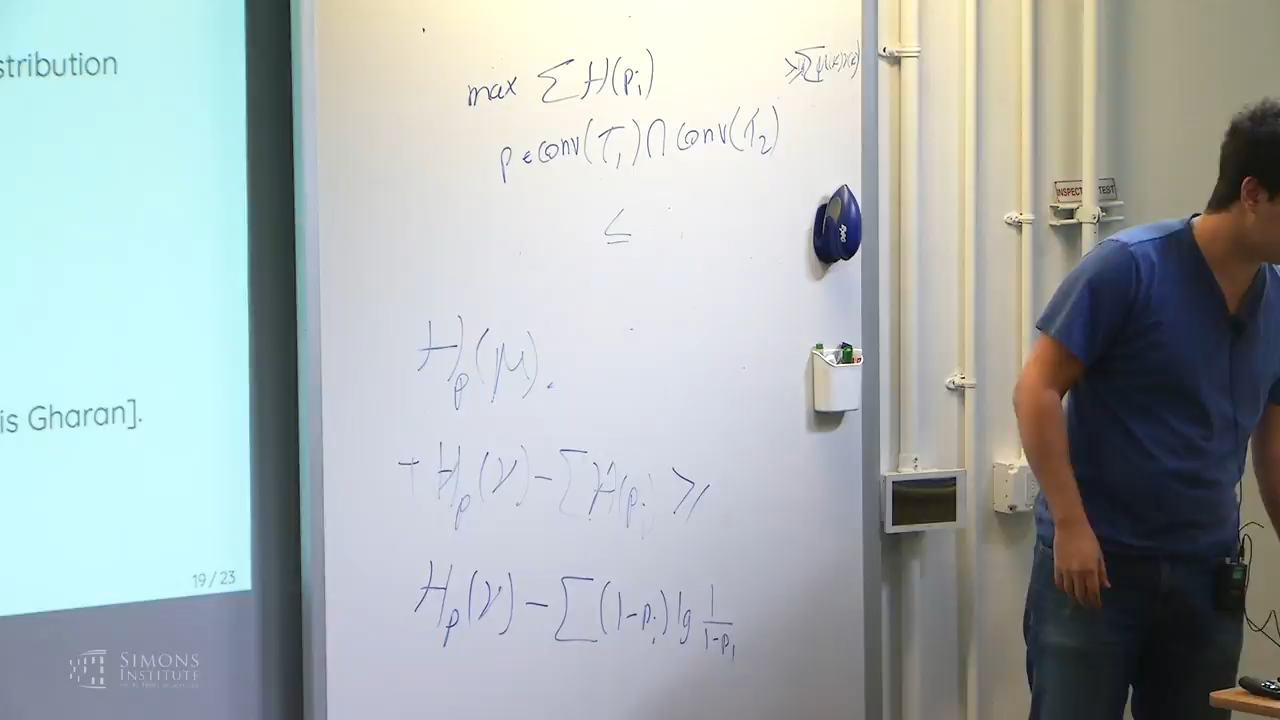 stribution
is Gharan].
19 / 23
max ∑ H(pᵢ)
p ∈ conv(T₁) ∩ conv(T₂)
≤
Hₚ(μ).
+ Hₚ(ν) - ∑ H(pᵢ) ≥
Hₚ(ν) - ∑ (1-pᵢ) lg 1/(1-pᵢ)
INSPECT TEST
SIMONS
INSTITUTE